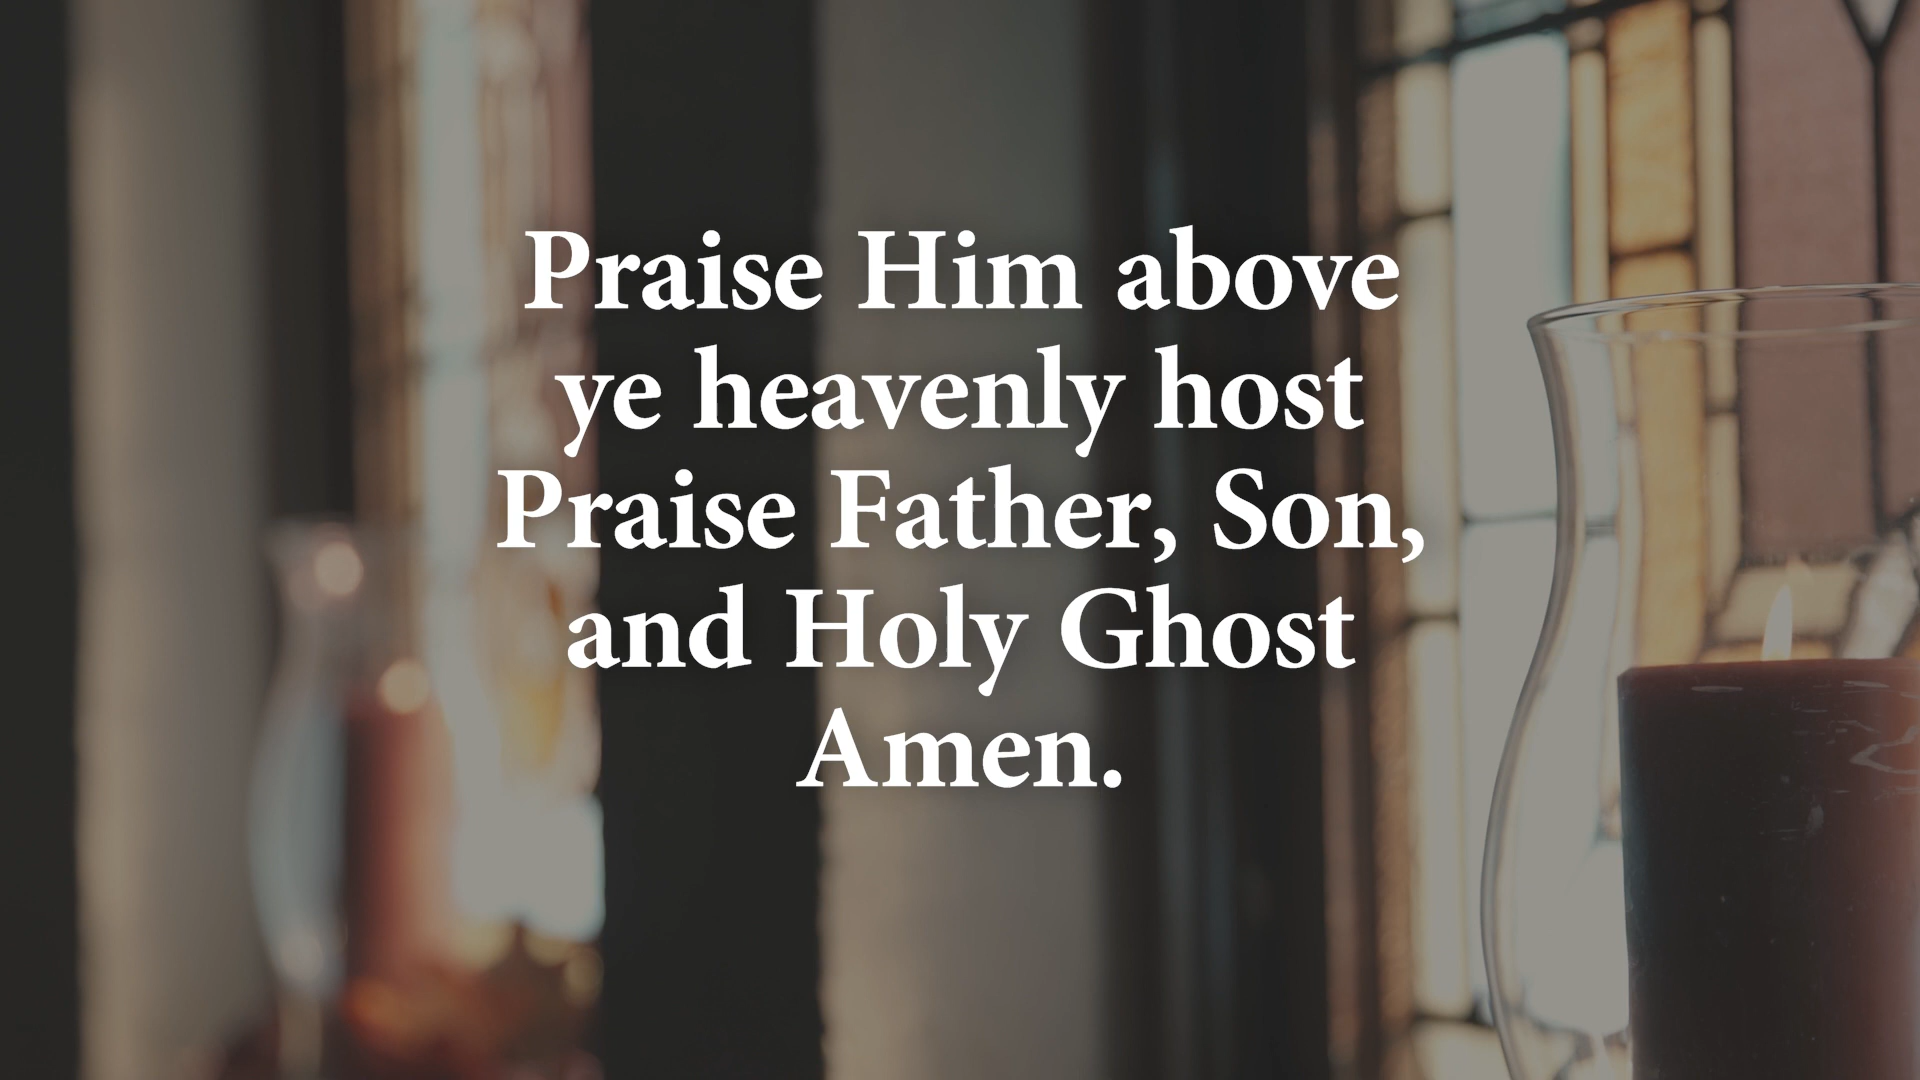 Praise Him above
ye heavenly host
Praise Father, Son,
and Holy Ghost
Amen.